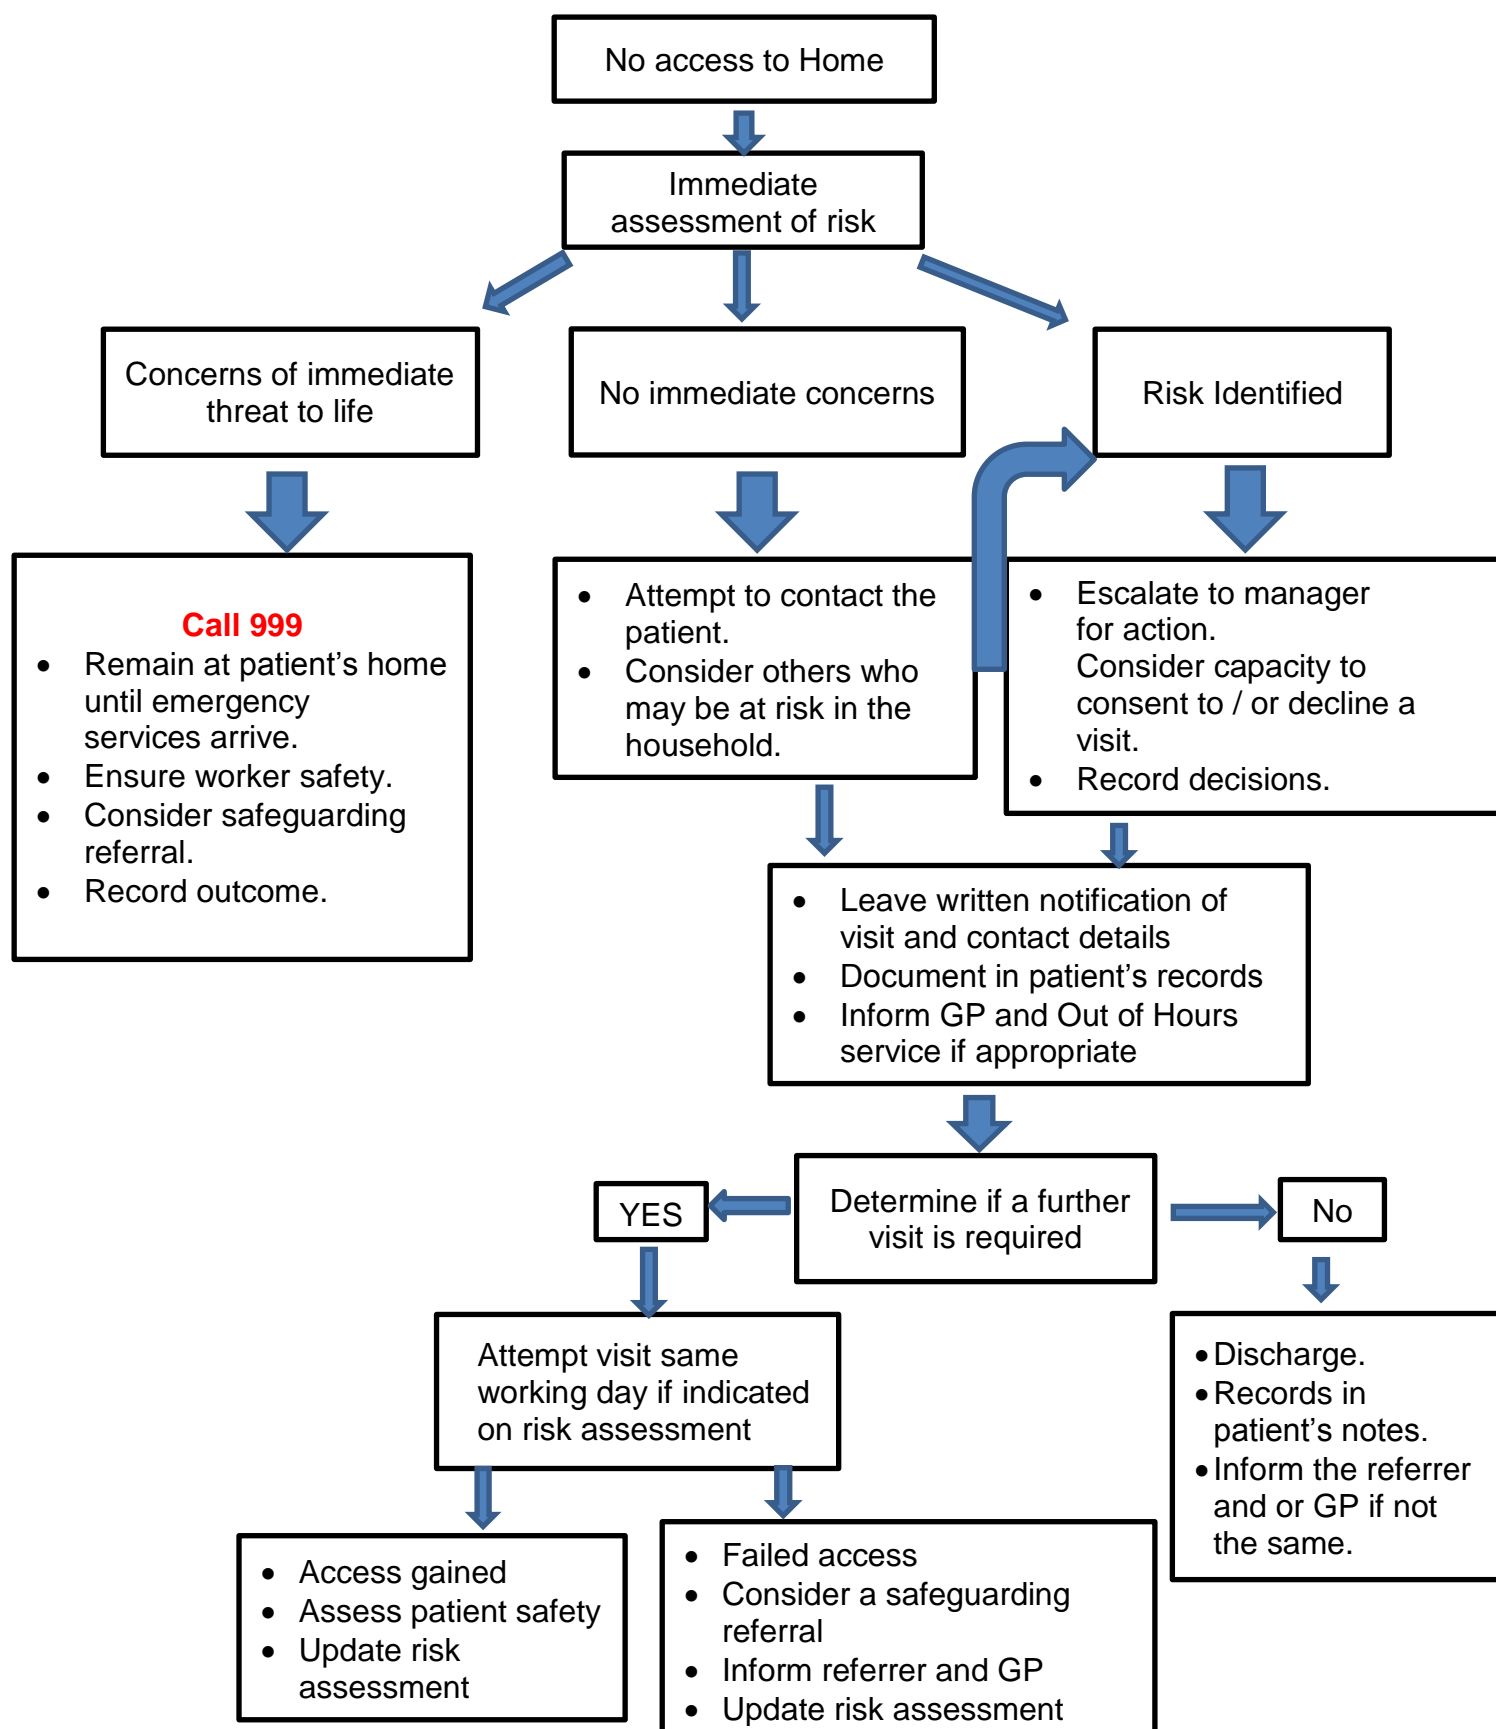 No access to Home
Immediate
assessment of risk
Concerns of immediate
threat to life
No immediate concerns
Risk Identified
Call 999
• Remain at patient’s home
until emergency
services arrive.
• Ensure worker safety.
• Consider safeguarding
referral.
• Record outcome.
• Attempt to contact the
patient.
• Consider others who
may be at risk in the
household.
• Escalate to manager
for action.
Consider capacity to
consent to / or decline a
visit.
• Record decisions.
• Leave written notification of
visit and contact details
• Document in patient’s records
• Inform GP and Out of Hours
service if appropriate
Determine if a further
visit is required
YES
No
Attempt visit same
working day if indicated
on risk assessment
• Discharge.
• Records in
patient’s notes.
• Inform the referrer
and or GP if not
the same.
• Access gained
• Assess patient safety
• Update risk
assessment
• Failed access
• Consider a safeguarding
referral
• Inform referrer and GP
• Update risk assessment